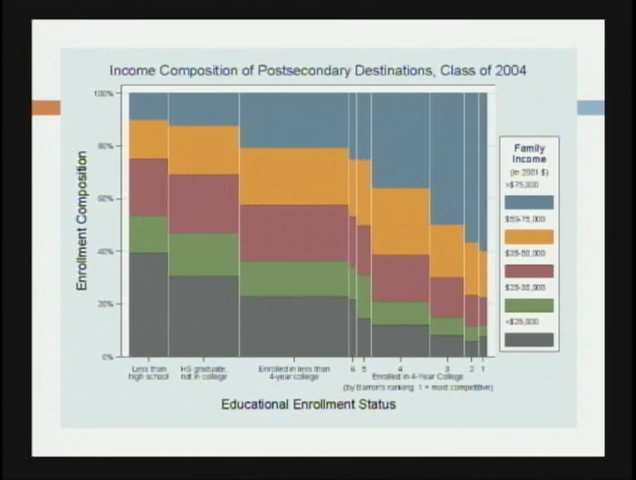 Income Composition of Postsecondary Destinations, Class of 2004
Enrollment Composition
100%
80%
60%
40%
20%
0%
Less than
high school
HS graduate,
not in college
Enrolled in less than
4-year college
6 5 4 3 2 1
Enrolled in 4-Year College
(by Barron's ranking: 1 = most competitive)
Educational Enrollment Status
Family
Income
(in 2001 $)
>$75,000
$50-75,000
$35-50,000
$25-35,000
<$25,000